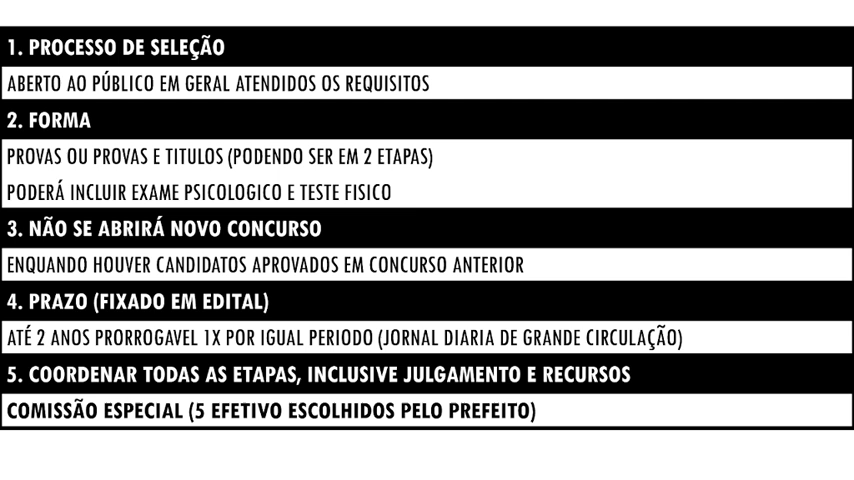 1. PROCESSO DE SELEÇÃO
ABERTO AO PÚBLICO EM GERAL ATENDIDOS OS REQUISITOS
2. FORMA
PROVAS OU PROVAS E TITULOS (PODENDO SER EM 2 ETAPAS)
PODERÁ INCLUIR EXAME PSICOLOGICO E TESTE FISICO
3. NÃO SE ABRIRÁ NOVO CONCURSO
ENQUANDO HOUVER CANDIDATOS APROVADOS EM CONCURSO ANTERIOR
4. PRAZO (FIXADO EM EDITAL)
ATÉ 2 ANOS PRORROGAVEL 1X POR IGUAL PERIODO (JORNAL DIARIA DE GRANDE CIRCULAÇÃO)
5. COORDENAR TODAS AS ETAPAS, INCLUSIVE JULGAMENTO E RECURSOS
COMISSÃO ESPECIAL (5 EFETIVO ESCOLHIDOS PELO PREFEITO)